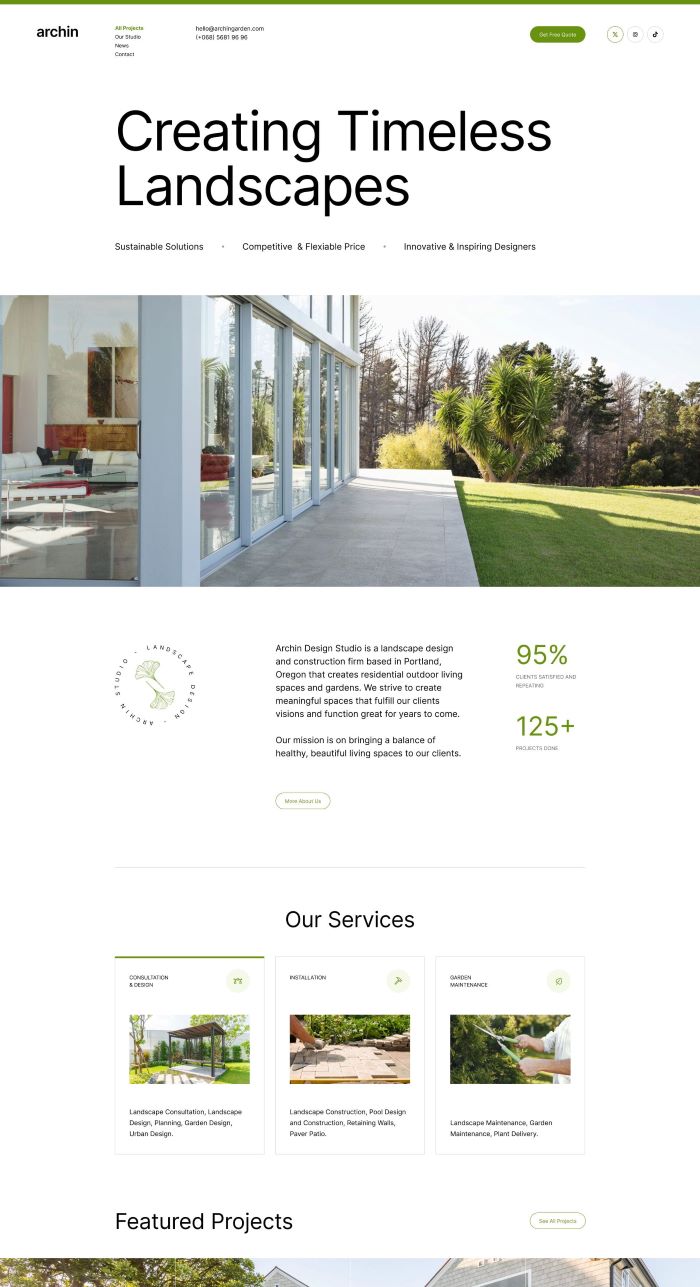 archin
All Projects
Our Studio
News
Contact
hello@archingarden.com
(+068) 5681 96 96
Get Free Quote
Creating Timeless
Landscapes
Sustainable Solutions • Competitive & Flexiable Price • Innovative & Inspiring Designers
- LANDSCAPE DESIGN - ARCHIN STUDIO
Archin Design Studio is a landscape design
and construction firm based in Portland,
Oregon that creates residential outdoor living
spaces and gardens. We strive to create
meaningful spaces that fulfill our clients
visions and function great for years to come.
Our mission is on bringing a balance of
healthy, beautiful living spaces to our clients.
More About Us
95%
CLIENTS SATISFIED AND
REPEATING
125+
PROJECTS DONE
Our Services
CONSULTATION
& DESIGN
Landscape Consultation, Landscape
Design, Planning, Garden Design,
Urban Design.
INSTALLATION
Landscape Construction, Pool Design
and Construction, Retaining Walls,
Paver Patio.
GARDEN
MAINTENANCE
Landscape Maintenance, Garden
Maintenance, Plant Delivery.
Featured Projects
See All Projects